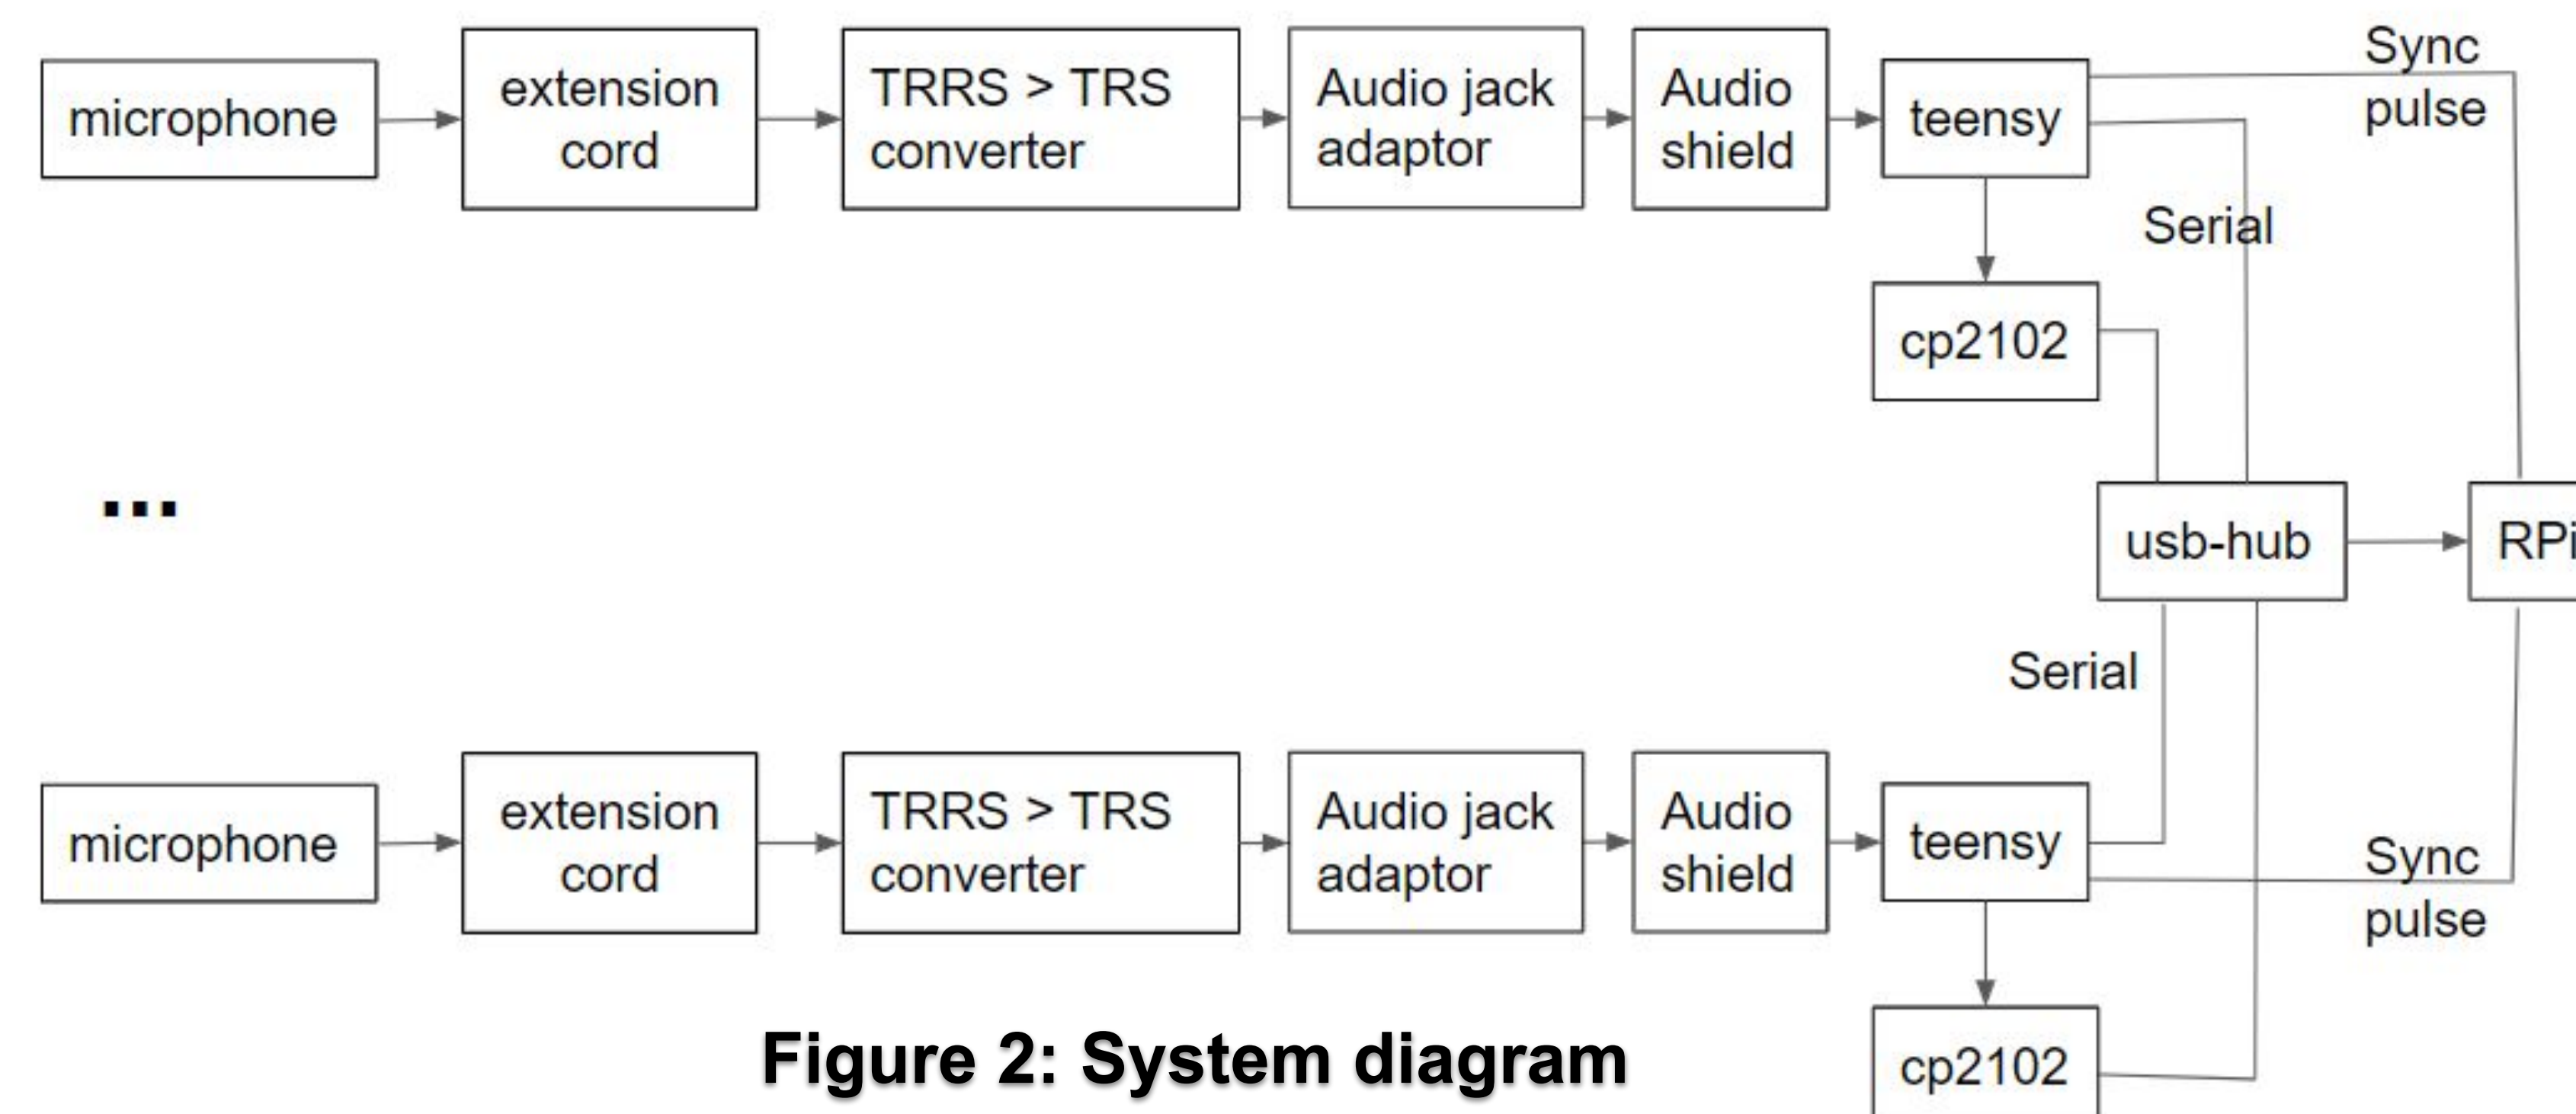 Sync
pulse
microphone
extension
cord
TRRS > TRS
converter
Audio jack
adaptor
Audio
shield
teensy
Serial
cp2102
...
usb-hub
RPi
Serial
microphone
extension
cord
TRRS > TRS
converter
Audio jack
adaptor
Audio
shield
teensy
Sync
pulse
cp2102
Figure 2: System diagram